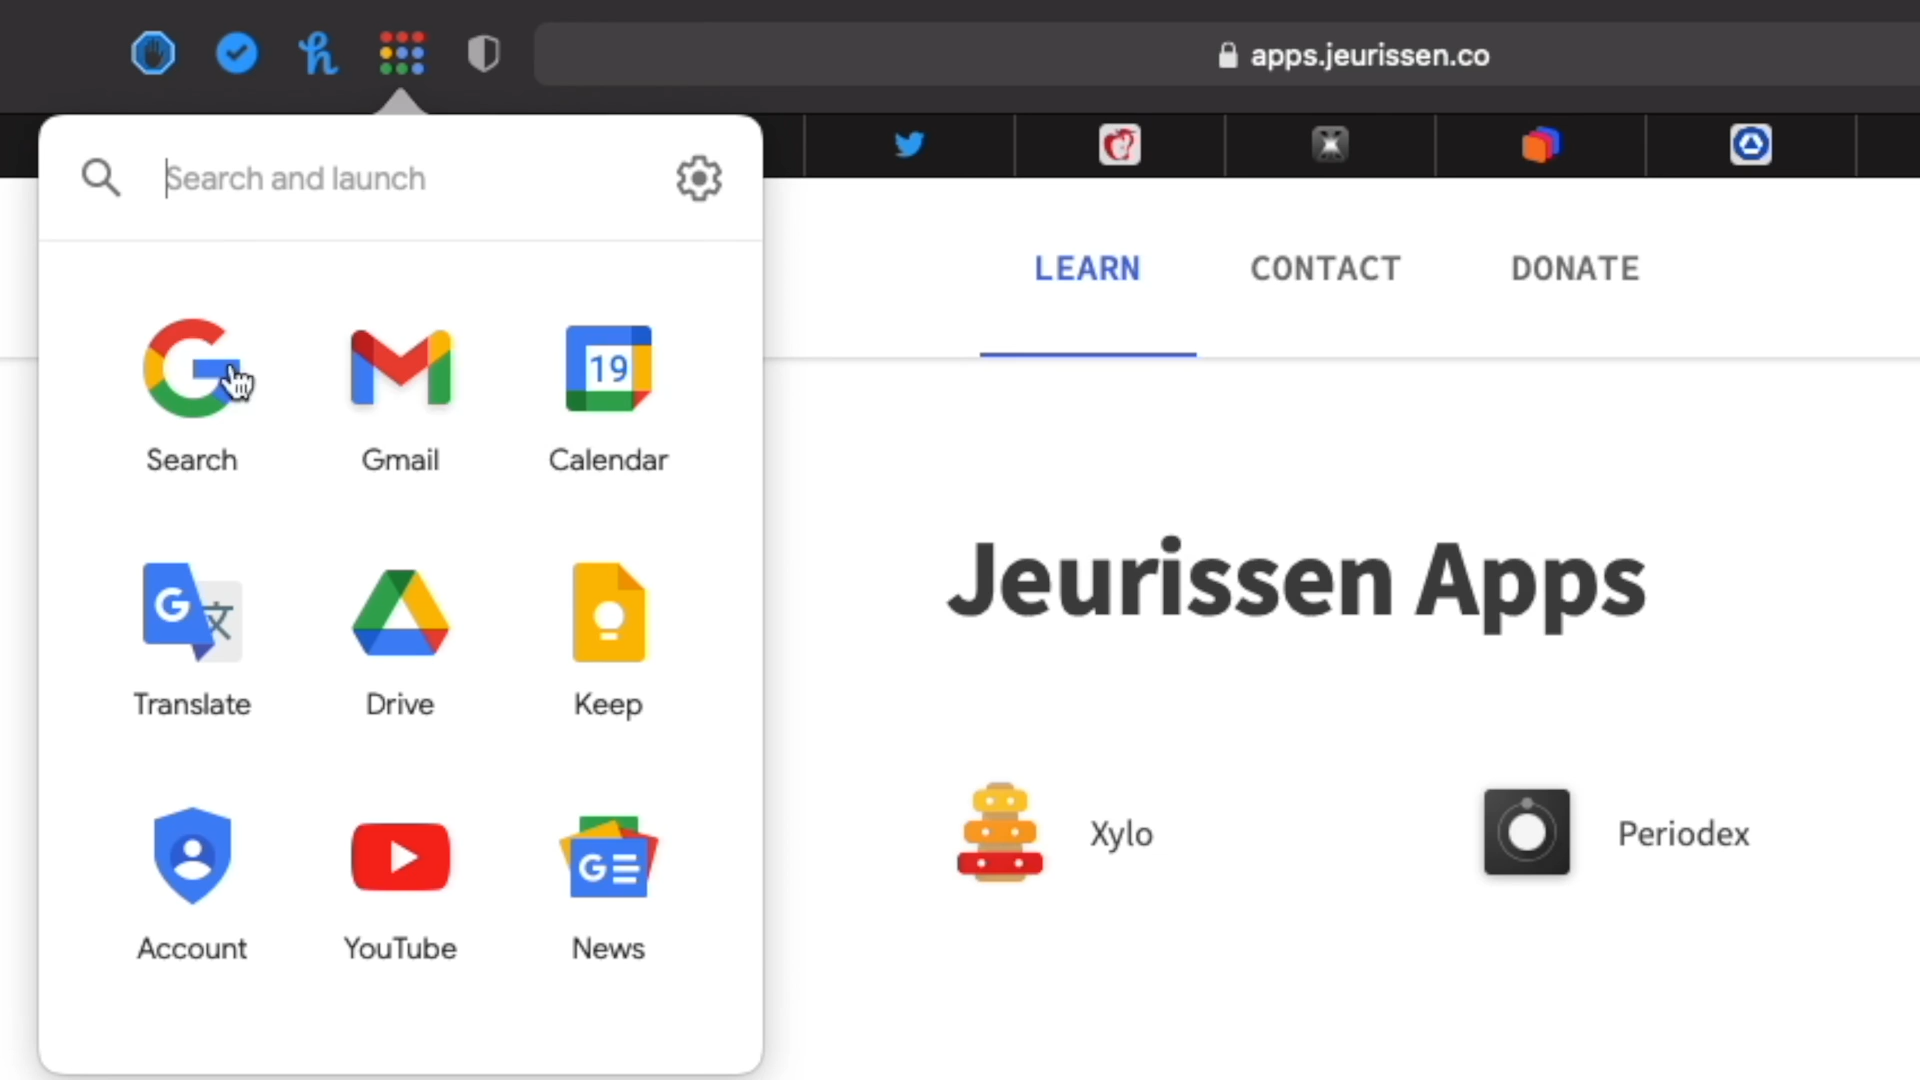 apps.jeurissen.co
Search and launch
LEARN CONTACT DONATE
19
Search Gmail Calendar
Jeurissen Apps
G 文
Translate Drive Keep
Xylo Periodex
G
Account YouTube News